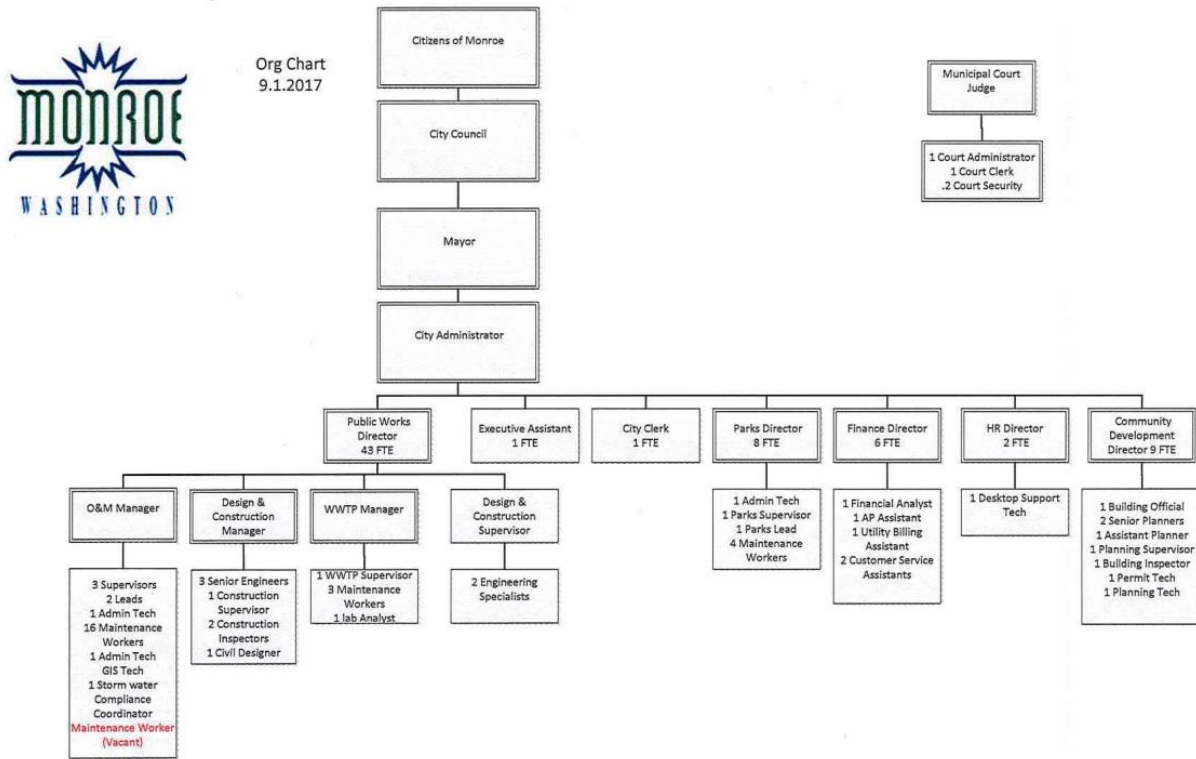 MONROE
WASHINGTON
Org Chart
9.1.2017
Citizens of Monroe
City Council
Mayor
City Administrator
Municipal Court
Judge
1 Court Administrator
1 Court Clerk
.2 Court Security
Public Works
Director
43 FTE
Executive Assistant
1 FTE
City Clerk
1 FTE
Parks Director
8 FTE
Finance Director
6 FTE
HR Director
2 FTE
Community
Development
Director 9 FTE
O&M Manager
Design &
Construction
Manager
WWTP Manager
Design &
Construction
Supervisor
1 Admin Tech
1 Parks Supervisor
1 Parks Lead
4 Maintenance
Workers
1 Financial Analyst
1 AP Assistant
1 Utility Billing
Assistant
2 Customer Service
Assistants
1 Desktop Support
Tech
1 Building Official
2 Senior Planners
1 Assistant Planner
1 Planning Supervisor
1 Building Inspector
1 Permit Tech
1 Planning Tech
3 Supervisors
2 Leads
1 Admin Tech
16 Maintenance
Workers
1 Admin Tech
GIS Tech
1 Storm water
Compliance
Coordinator
Maintenance Worker
(Vacant)
3 Senior Engineers
1 Construction
Supervisor
2 Construction
Inspectors
1 Civil Designer
1 WWTP Supervisor
3 Maintenance
Workers
1 lab Analyst
2 Engineering
Specialists